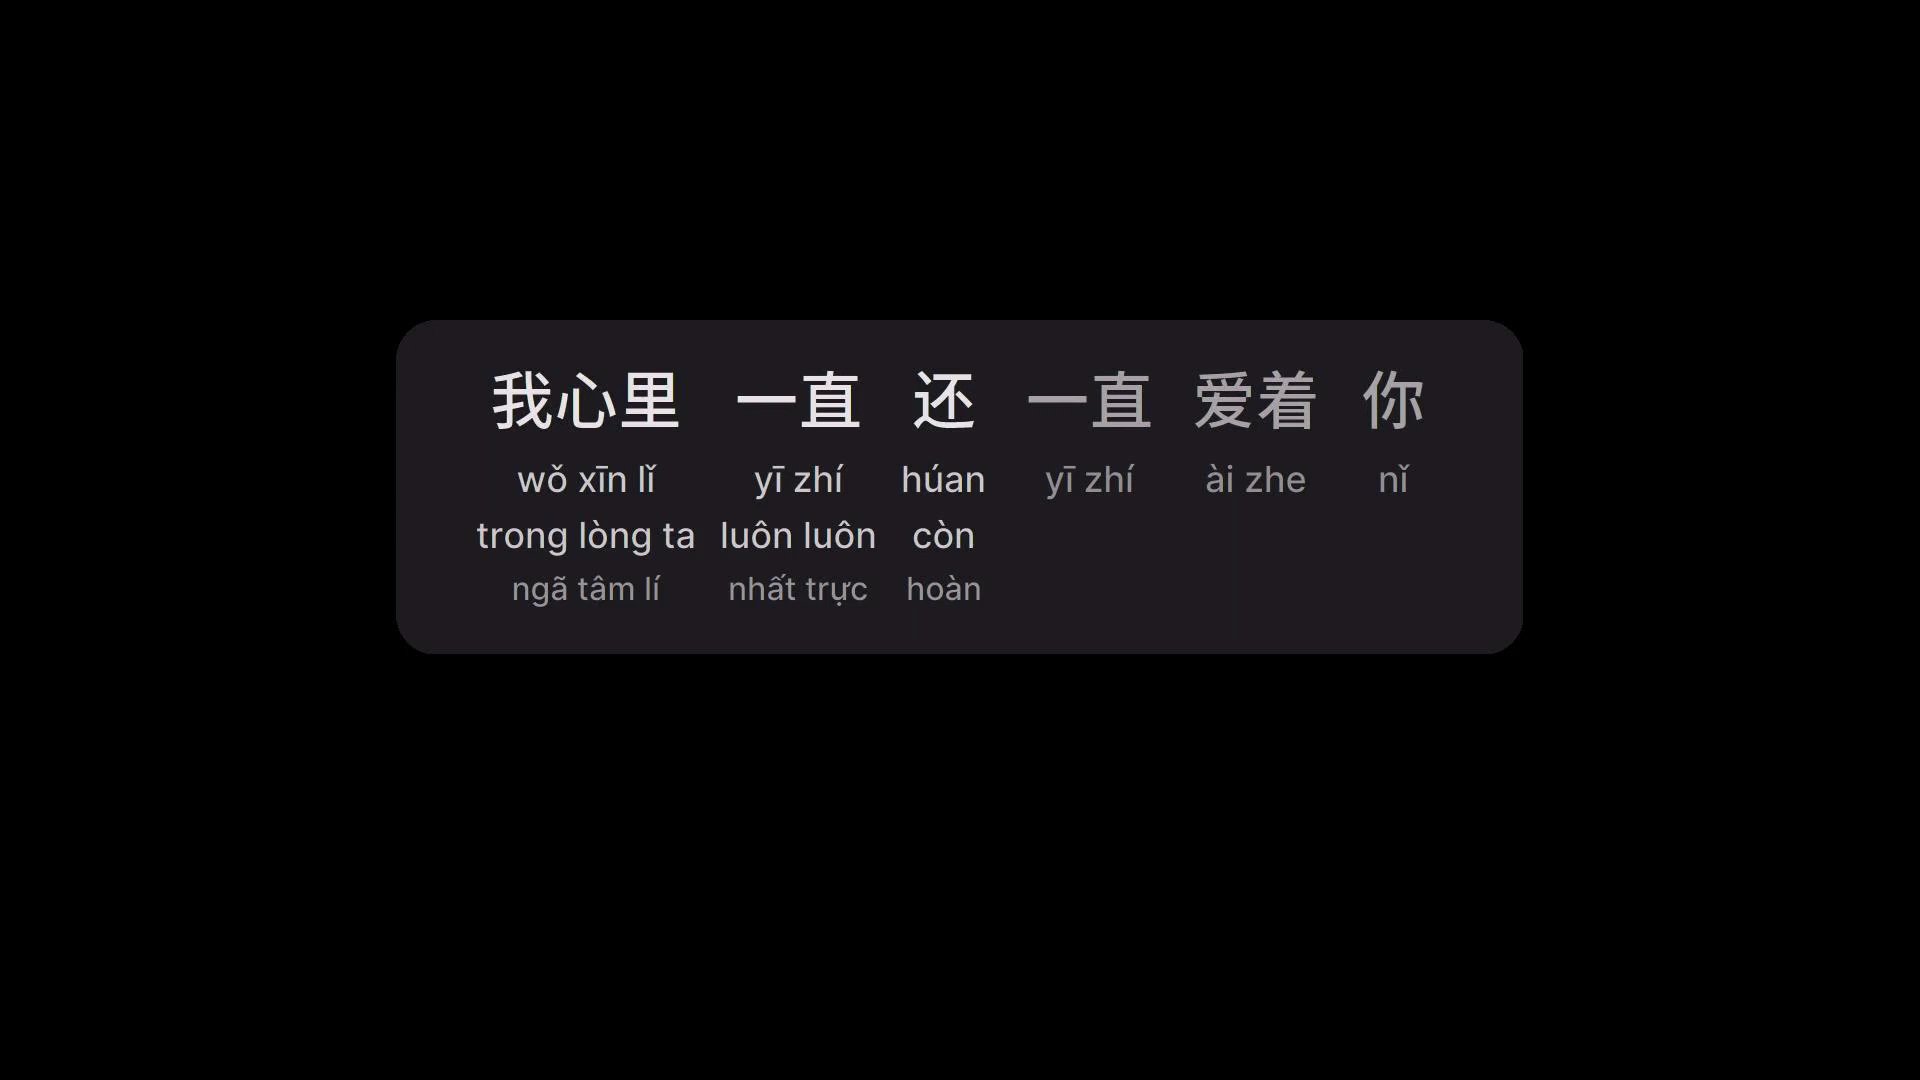 我心里 一直 还 一直 爱着 你
wǒ xīn lǐ yī zhí húan yī zhí ài zhe nǐ
trong lòng ta luôn luôn còn
ngã tâm lí nhất trực hoàn